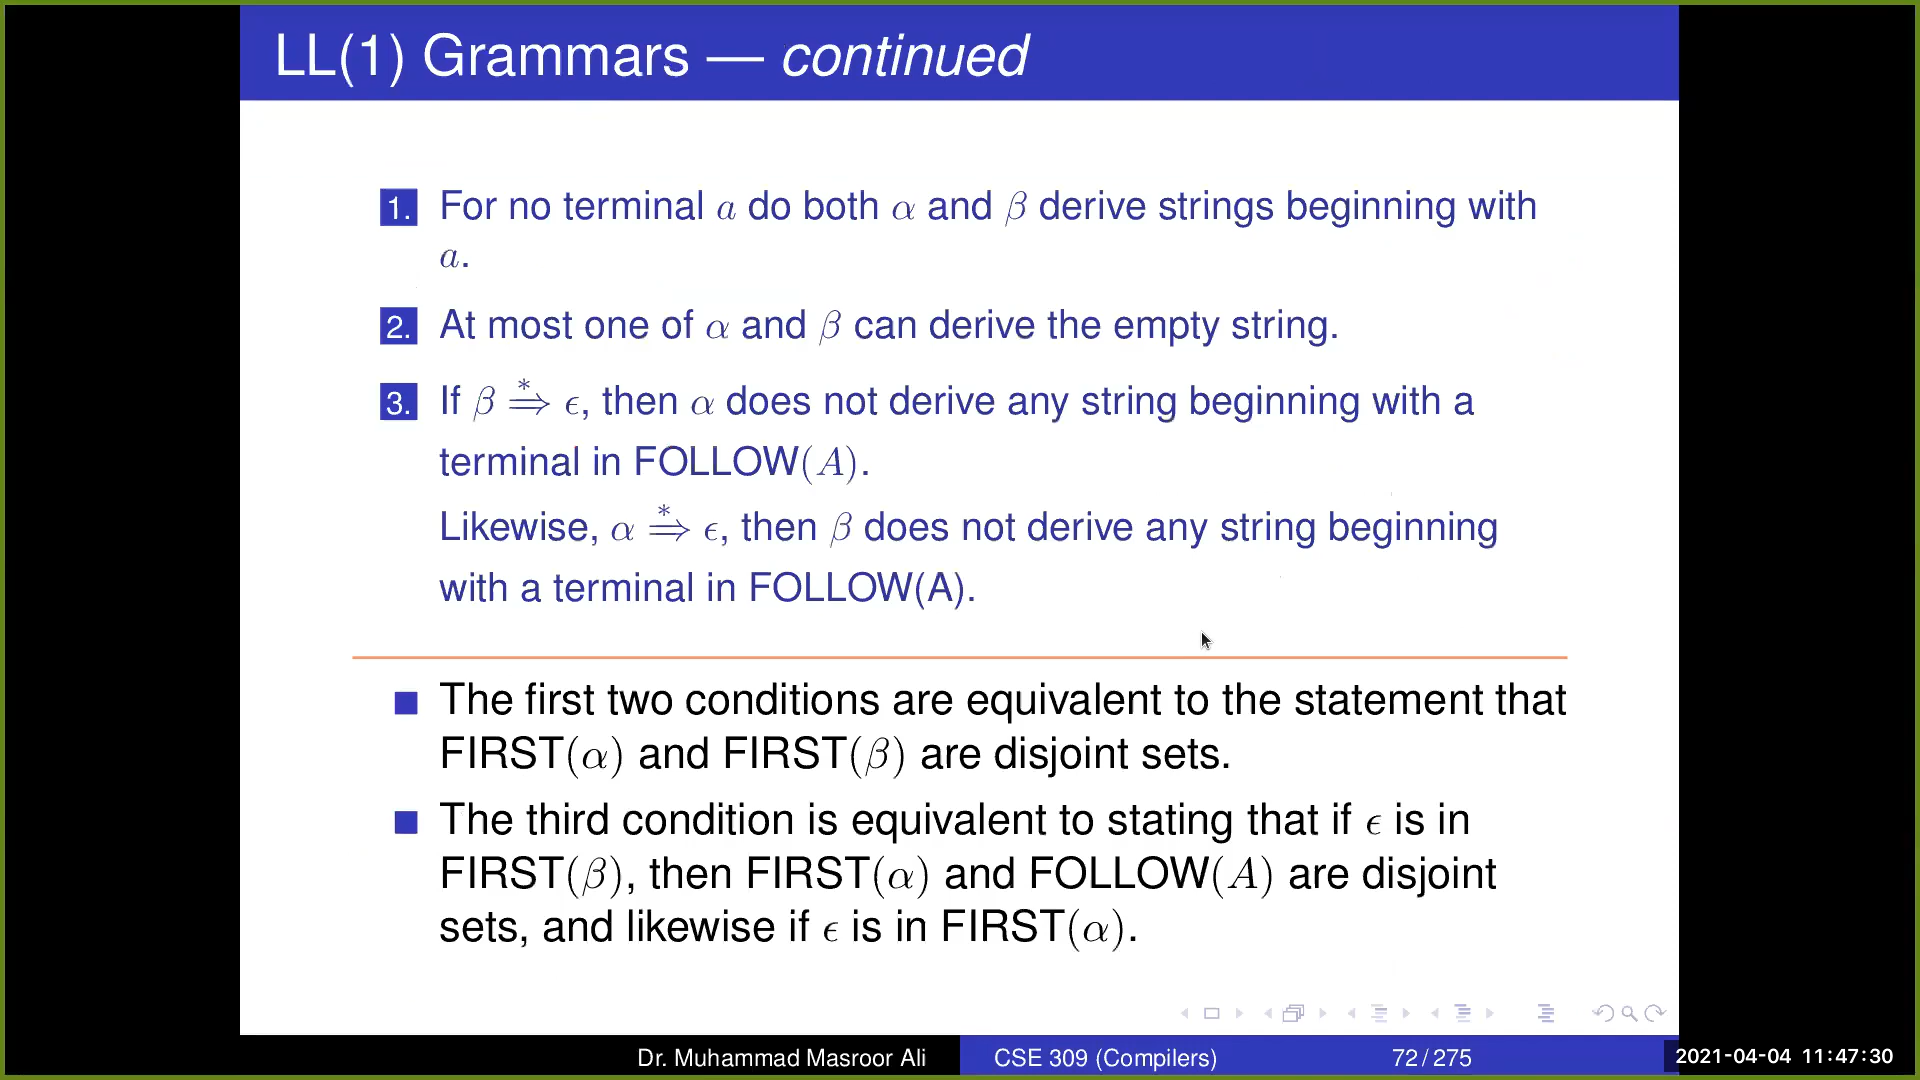 LL(1) Grammars — continued
1. For no terminal a do both α and β derive strings beginning with
a.
2. At most one of α and β can derive the empty string.
3. If β ⇒* ϵ, then α does not derive any string beginning with a
terminal in FOLLOW(A).
Likewise, α ⇒* ϵ, then β does not derive any string beginning
with a terminal in FOLLOW(A).
The first two conditions are equivalent to the statement that
FIRST(α) and FIRST(β) are disjoint sets.
The third condition is equivalent to stating that if ϵ is in
FIRST(β), then FIRST(α) and FOLLOW(A) are disjoint
sets, and likewise if ϵ is in FIRST(α).
Dr. Muhammad Masroor Ali CSE 309 (Compilers) 72/275 2021-04-04 11:47:30